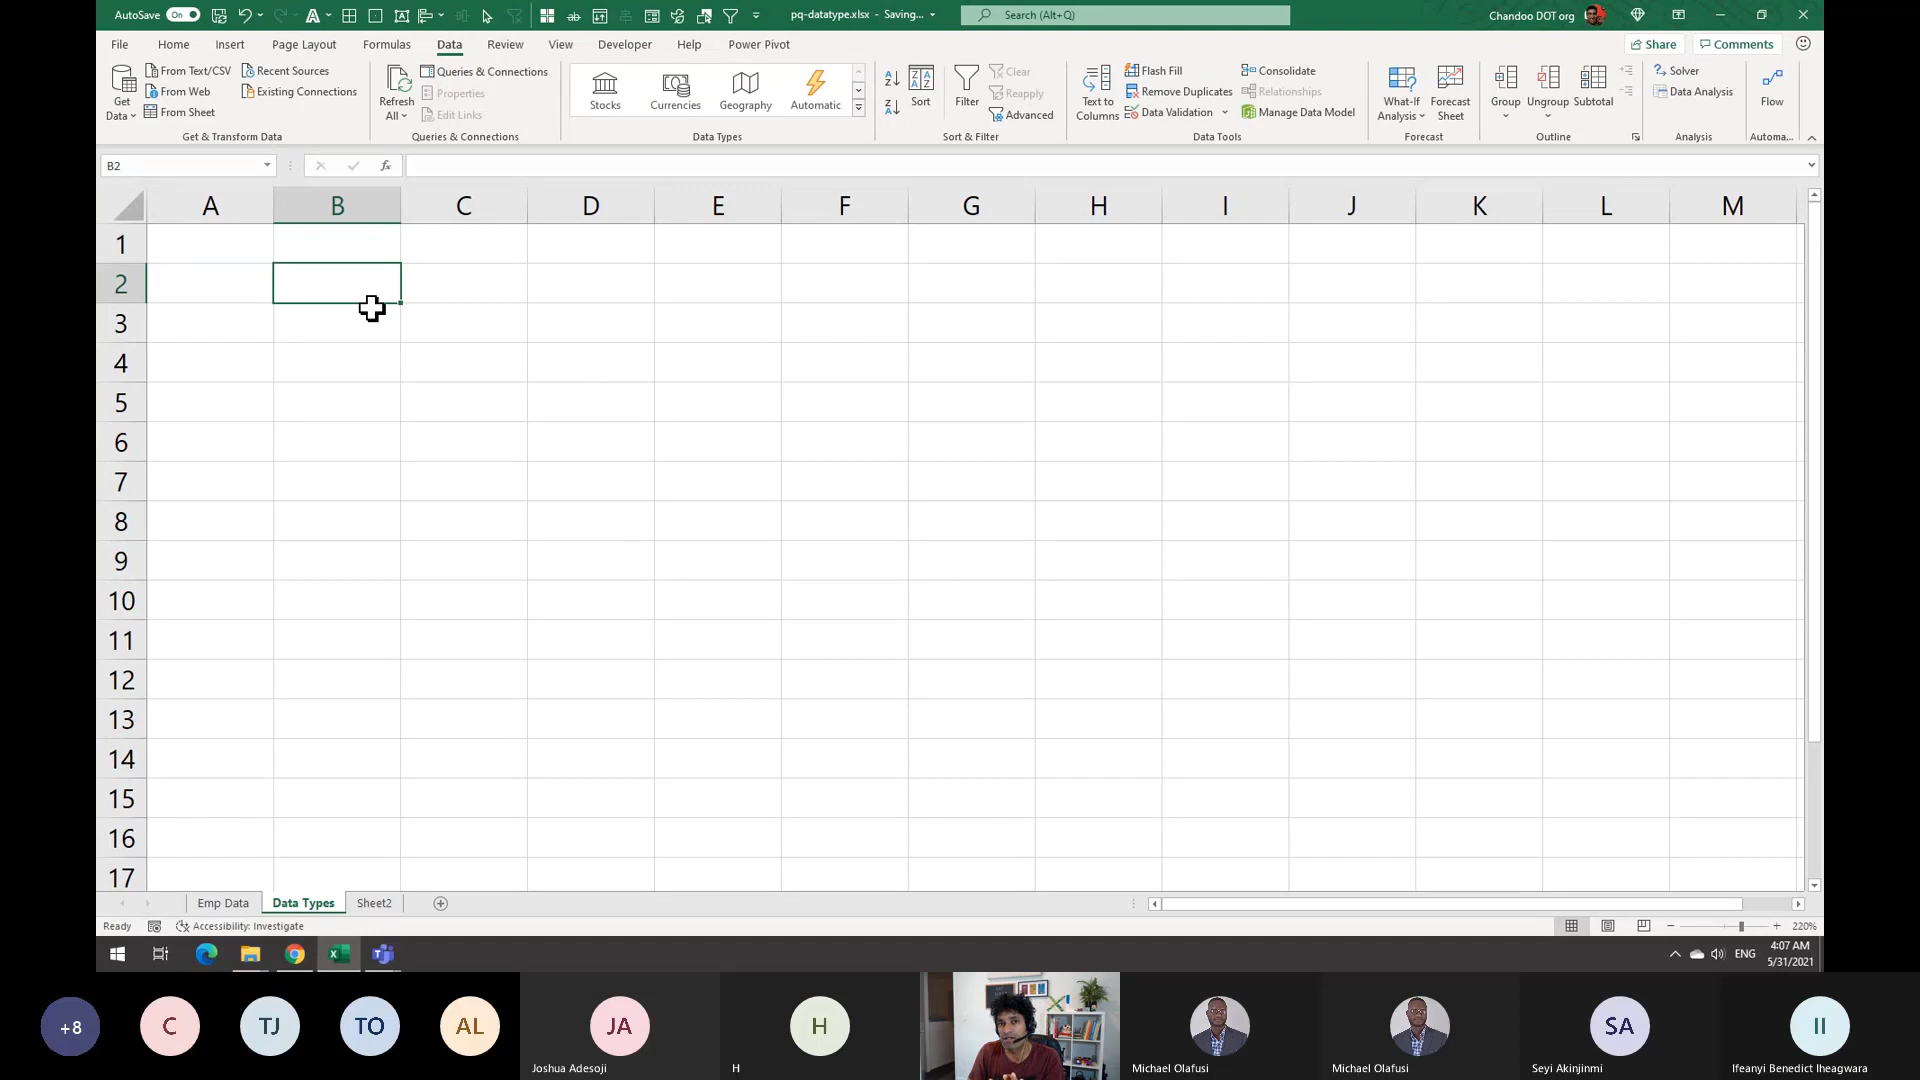 AutoSave On pq-datatype.xlsx - Saving... Search (Alt+Q) Chandoo DOT org
File Home Insert Page Layout Formulas Data Review View Developer Help Power Pivot Share Comments
Get Data
From Text/CSV
From Web
From Sheet
Recent Sources
Existing Connections
Get & Transform Data
Refresh All
Queries & Connections
Properties
Edit Links
Queries & Connections
Stocks
Currencies
Geography
Automatic
Data Types
Sort
Filter
Clear
Reapply
Advanced
Sort & Filter
Text to Columns
Flash Fill
Remove Duplicates
Data Validation
Consolidate
Relationships
Manage Data Model
Data Tools
What-If Analysis
Forecast Sheet
Forecast
Group
Ungroup
Subtotal
Outline
Solver
Data Analysis
Analysis
Flow
Automa...
B2 fx
A B C D E F G H I J K L M
1
2
3
4
5
6
7
8
9
10
11
12
13
14
15
16
17
Emp Data Data Types Sheet2
Ready Accessibility: Investigate 220%
ENG 4:07 AM
5/31/2021
+8 C TJ TO AL JA H SA II
Joshua Adesoji H Michael Olafusi Michael Olafusi Seyi Akinjinmi Ifeanyi Benedict Iheagwara